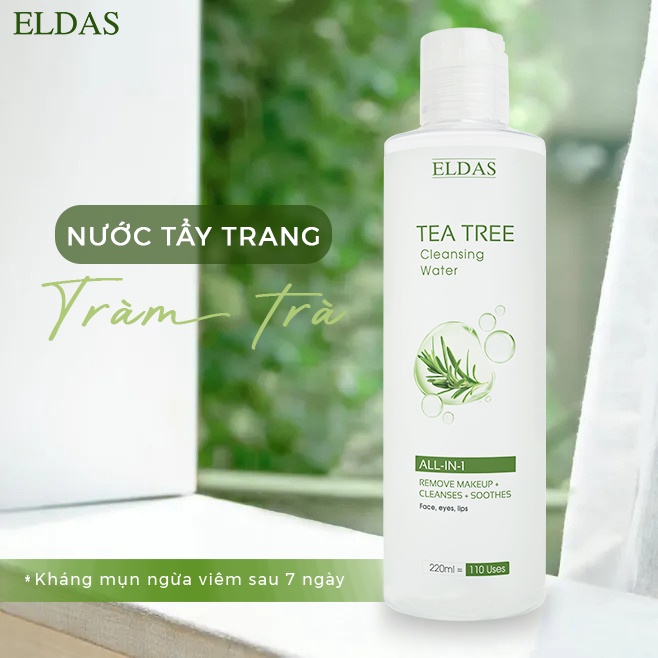 ELDAS
NƯỚC TẨY TRANG
Tràm Trà
*Kháng mụn ngừa viêm sau 7 ngày
ELDAS
TEA TREE
Cleansing
Water
ALL-IN-1
REMOVE MAKEUP +
CLEANSES + SOOTHES
Face, eyes, lips
220ml = 110 Uses